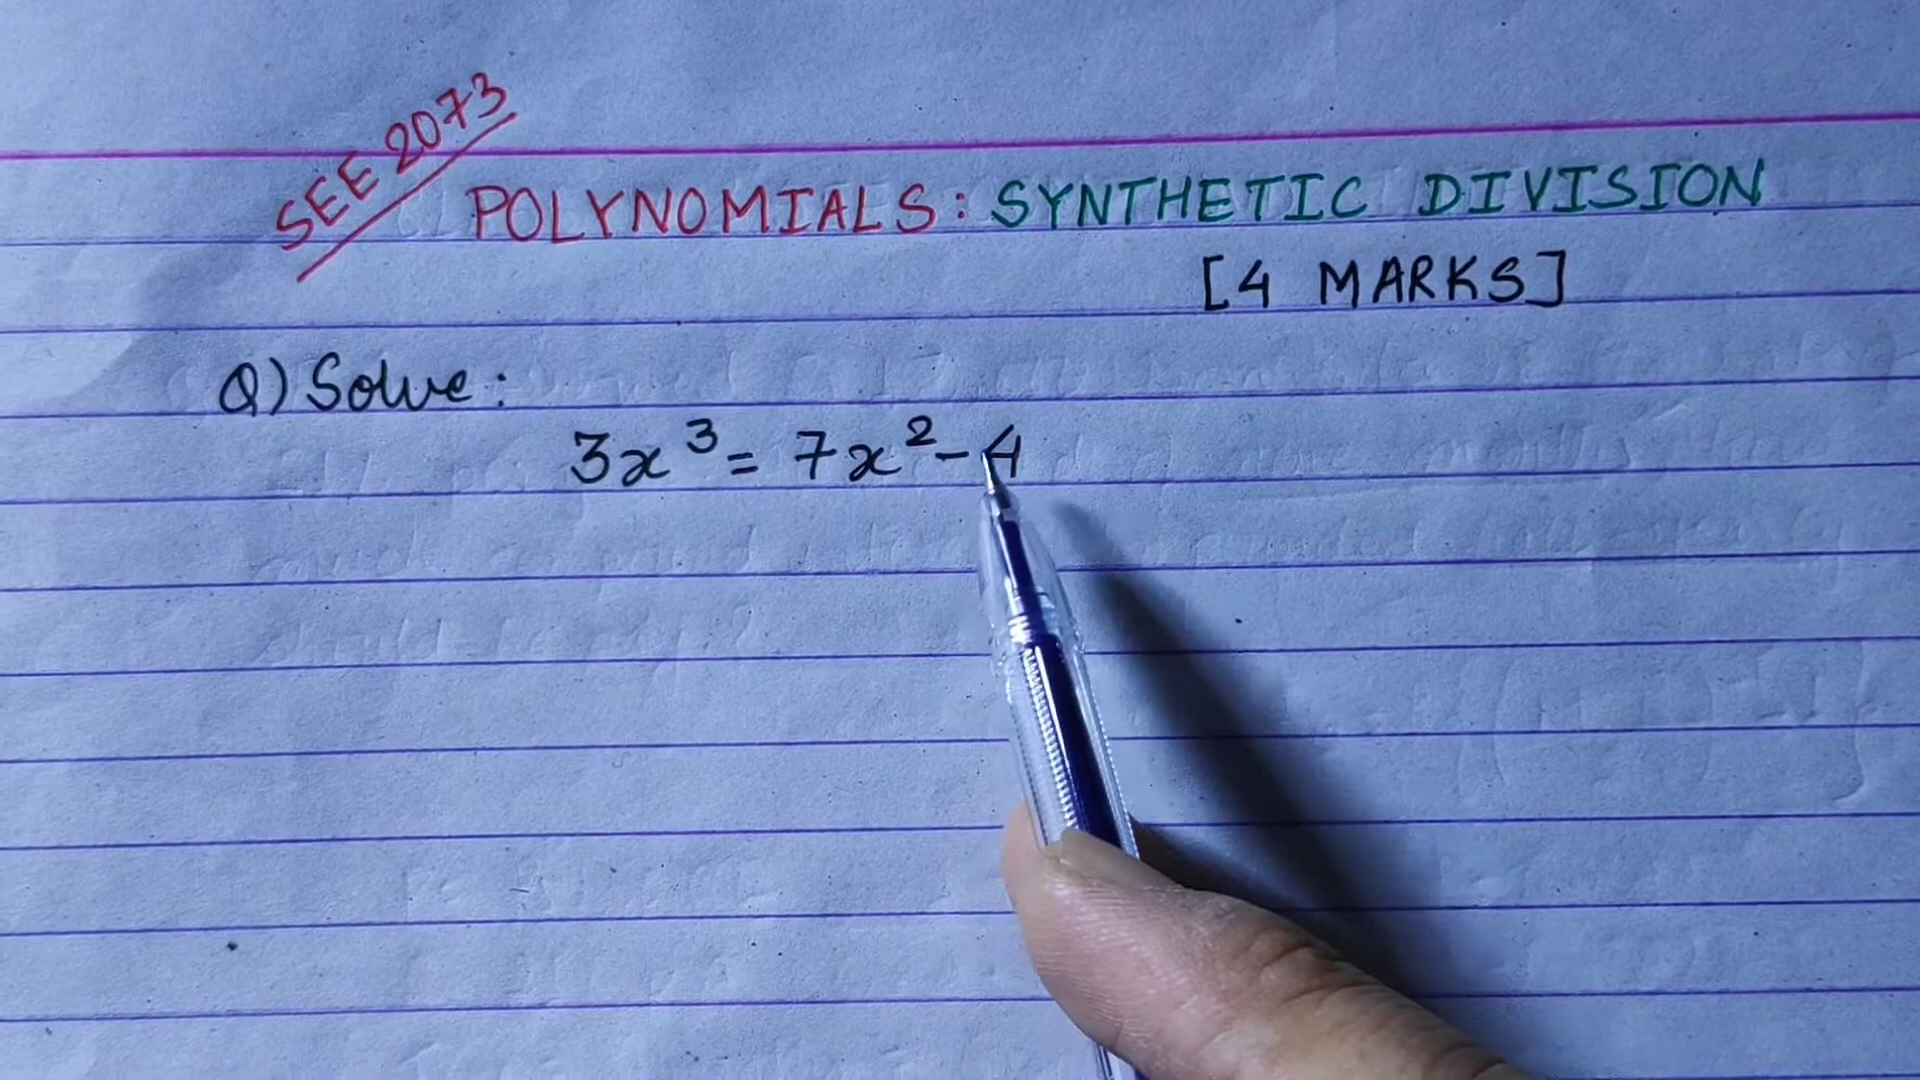 SEE 2073
POLYNOMIALS: SYNTHETIC DIVISION
[4 MARKS]
Q) Solve:
3x³ = 7x² - 4